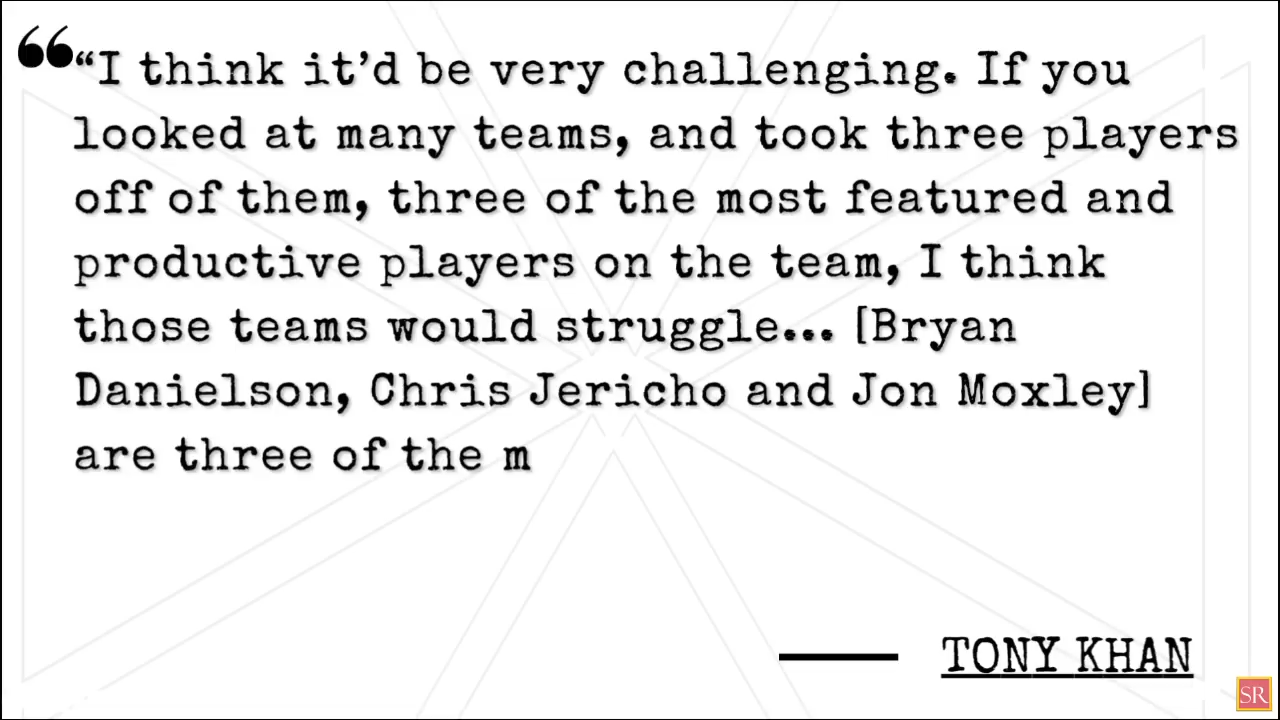 ❝“I think it’d be very challenging. If you
looked at many teams, and took three players
off of them, three of the most featured and
productive players on the team, I think
those teams would struggle... [Bryan
Danielson, Chris Jericho and Jon Moxley]
are three of the m
TONY KHAN
SR